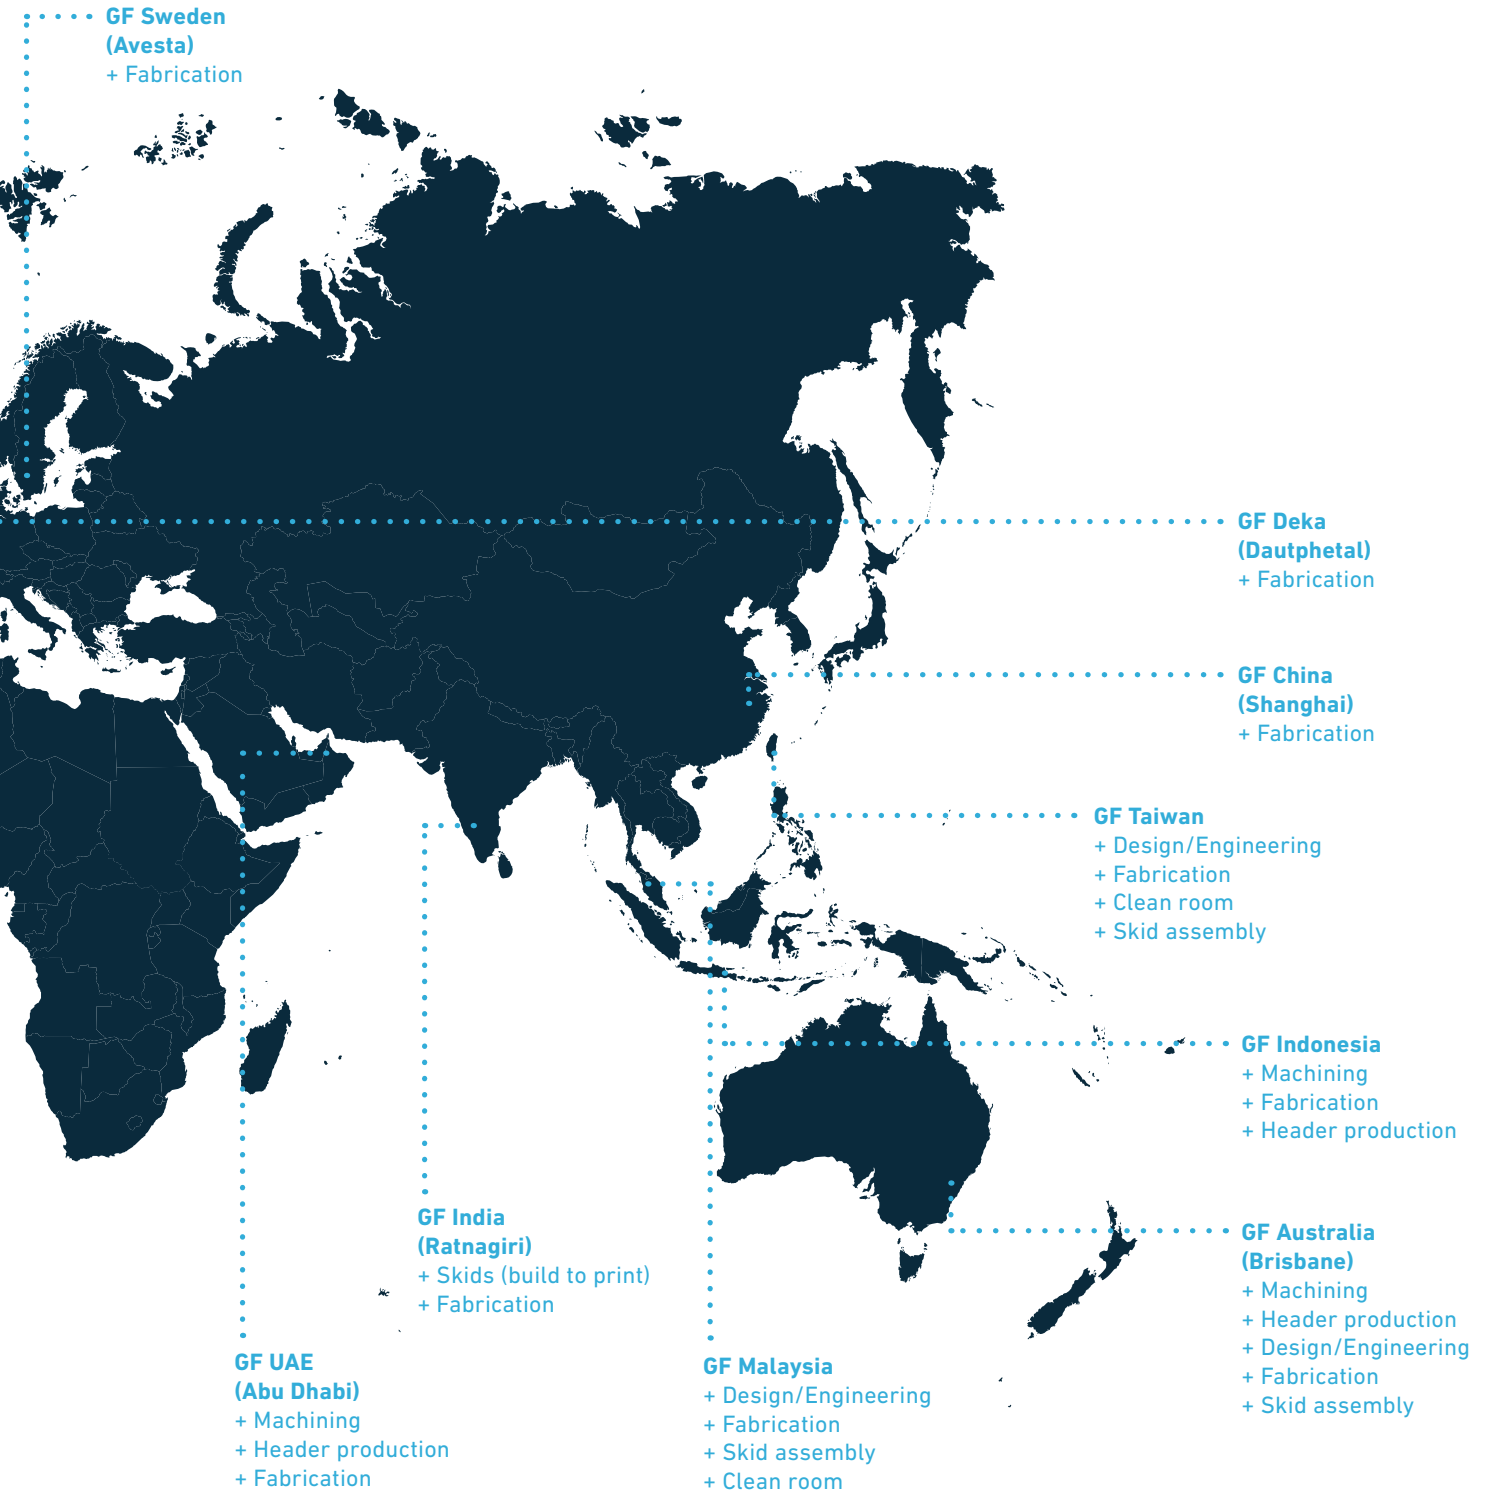 GF Sweden
(Avesta)
+ Fabrication
GF Deka
(Dautphetal)
+ Fabrication
GF China
(Shanghai)
+ Fabrication
GF Taiwan
+ Design/Engineering
+ Fabrication
+ Clean room
+ Skid assembly
GF Indonesia
+ Machining
+ Fabrication
+ Header production
GF India
(Ratnagiri)
+ Skids (build to print)
+ Fabrication
GF Australia
(Brisbane)
+ Machining
+ Header production
+ Design/Engineering
+ Fabrication
+ Skid assembly
GF UAE
(Abu Dhabi)
+ Machining
+ Header production
+ Fabrication
GF Malaysia
+ Design/Engineering
+ Fabrication
+ Skid assembly
+ Clean room